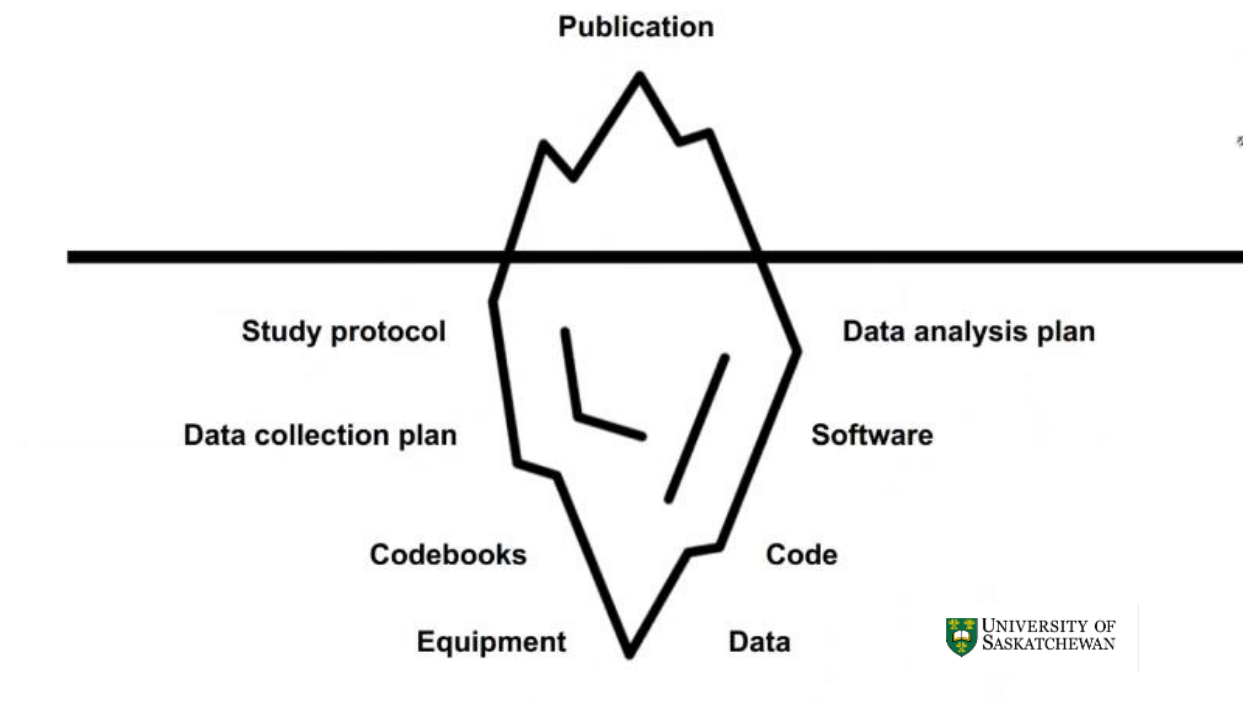 Publication
Study protocol
Data analysis plan
Data collection plan
Software
Codebooks
Code
Equipment
Data
UNIVERSITY OF
SASKATCHEWAN